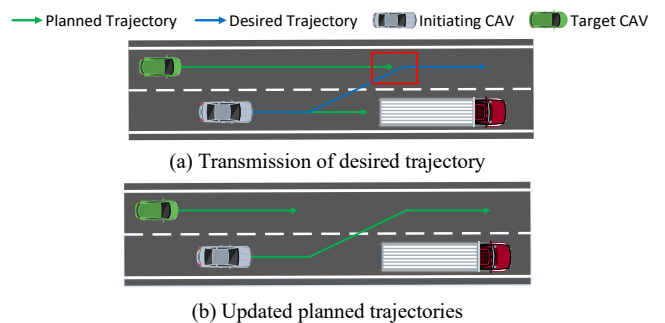 Planned Trajectory Desired Trajectory Initiating CAV Target CAV
(a) Transmission of desired trajectory
(b) Updated planned trajectories